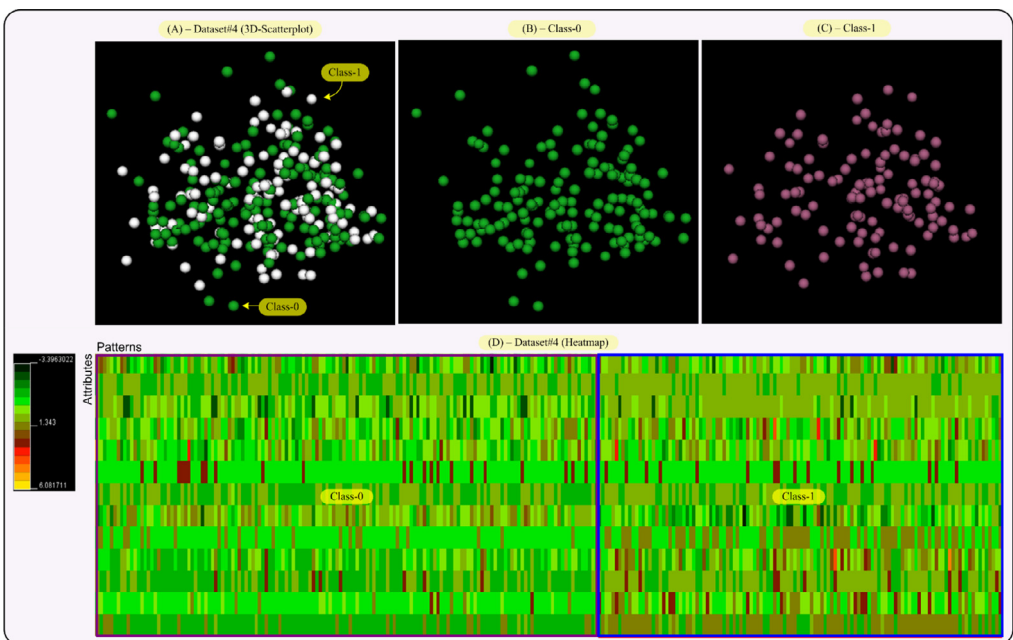 (A) – Dataset#4 (3D-Scatterplot)
(B) – Class-0
(C) – Class-1
Class-1
Class-0
(D) – Dataset#4 (Heatmap)
Patterns
Attributes
-3.3963022
1.343
6.081711
Class-0
Class-1